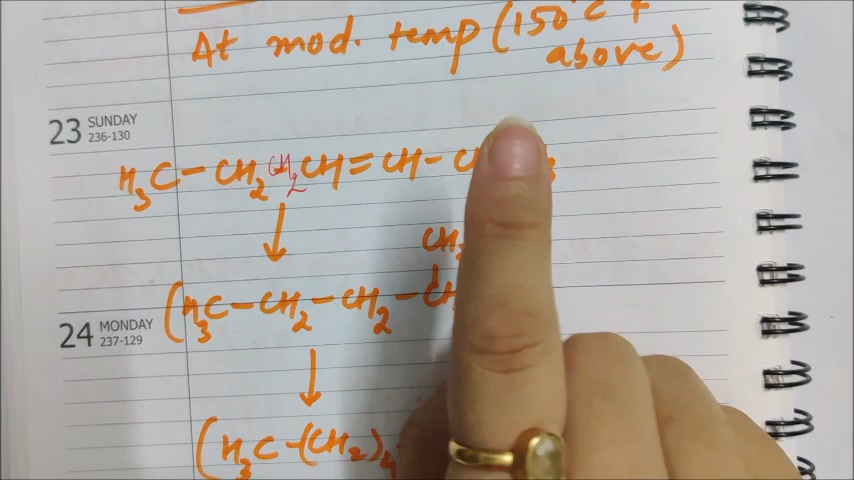 At mod. temp (150°C +
above)
23 SUNDAY
236-130
H₃C-CH₂CH₂CH=CH-
CH
(H₃C-CH₂-CH₂-CH
24 MONDAY
237-129
(H₃C-(CH₂)₄